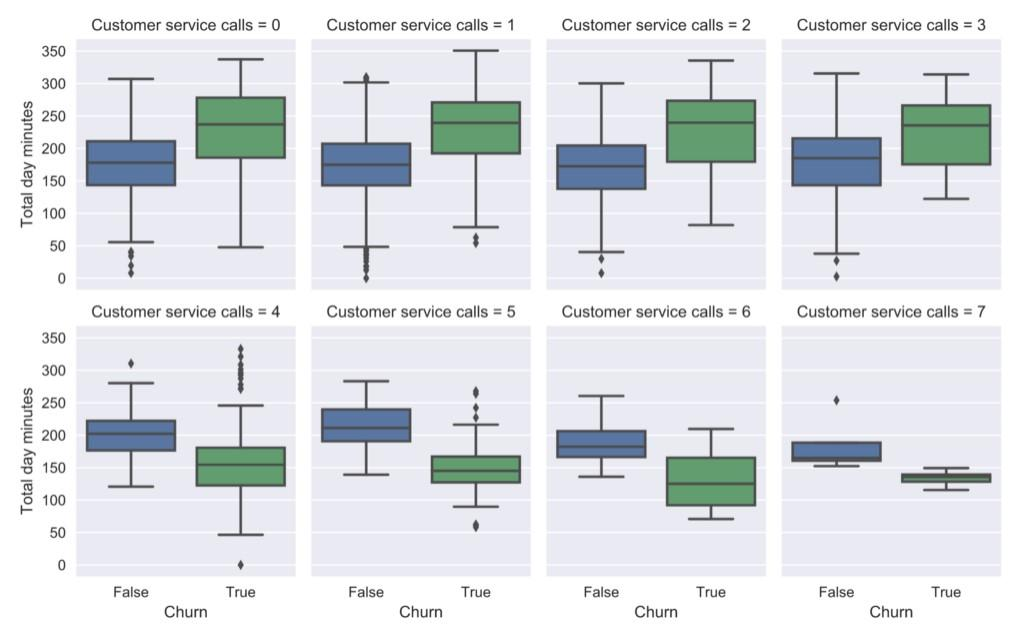 Customer service calls = 0
Customer service calls = 1
Customer service calls = 2
Customer service calls = 3
Total day minutes
350
300
250
200
150
100
50
0
Customer service calls = 4
Customer service calls = 5
Customer service calls = 6
Customer service calls = 7
Total day minutes
350
300
250
200
150
100
50
0
False
True
False
True
False
True
False
True
Churn
Churn
Churn
Churn